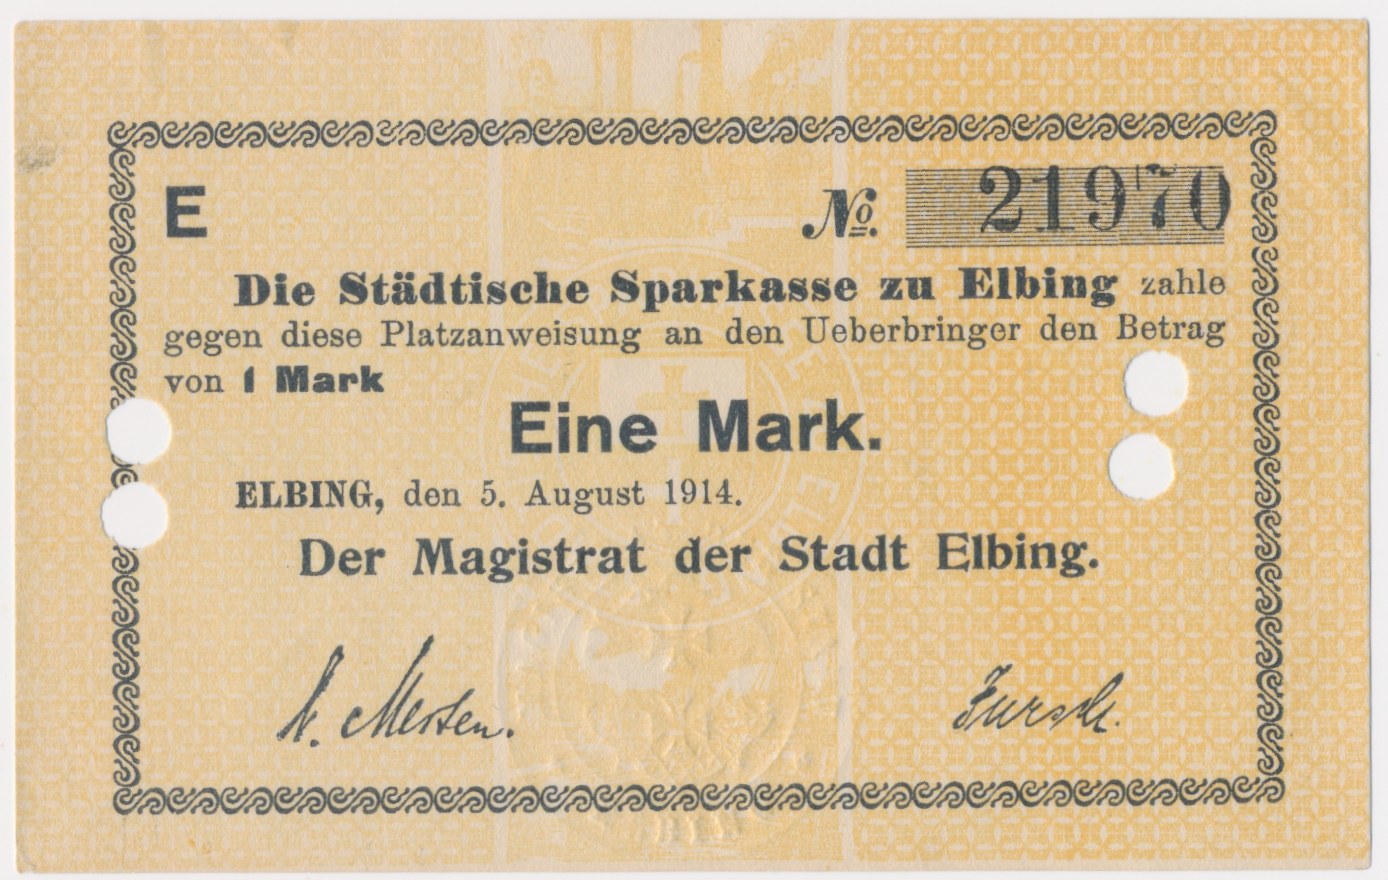 E № 21970
Die Städtische Sparkasse zu Elbing zahle
gegen diese Platzanweisung an den Ueberbringer den Betrag
von 1 Mark
Eine Mark.
ELBING, den 5. August 1914.
Der Magistrat der Stadt Elbing.